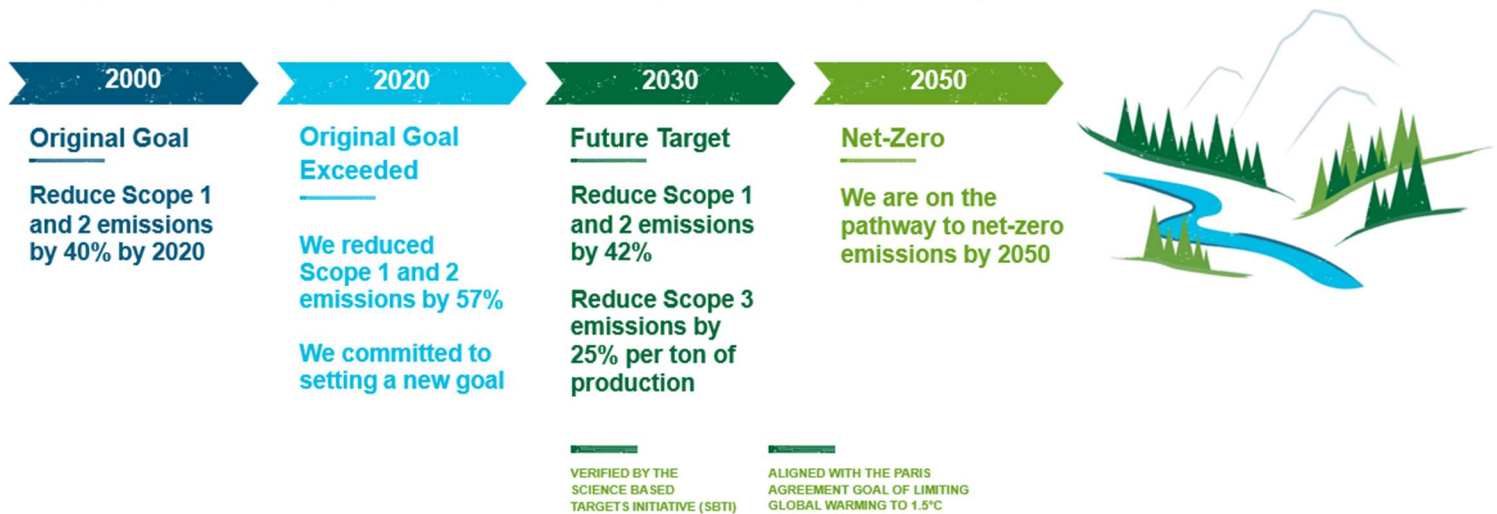 2000
Original Goal
Reduce Scope 1
and 2 emissions
by 40% by 2020
2020
Original Goal
Exceeded
We reduced
Scope 1 and 2
emissions by 57%
We committed to
setting a new goal
2030
Future Target
Reduce Scope 1
and 2 emissions
by 42%
Reduce Scope 3
emissions by
25% per ton of
production
VERIFIED BY THE
SCIENCE BASED
TARGETS INITIATIVE (SBTI)
ALIGNED WITH THE PARIS
AGREEMENT GOAL OF LIMITING
GLOBAL WARMING TO 1.5°C
2050
Net-Zero
We are on the
pathway to net-zero
emissions by 2050